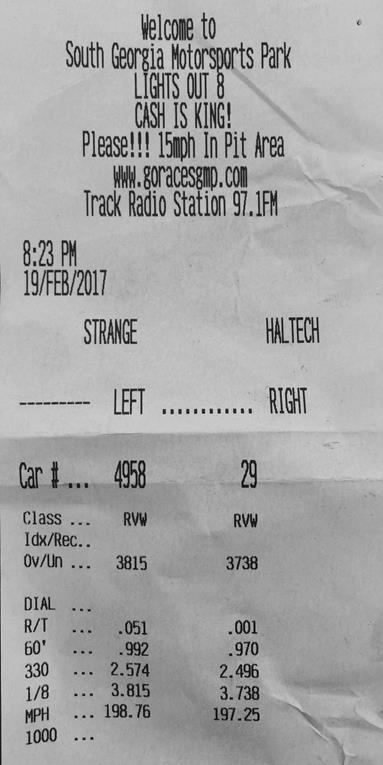 Welcome to
South Georgia Motorsports Park
LIGHTS OUT 8
CASH IS KING!
Please!!! 15mph In Pit Area
www.goracesgmp.com
Track Radio Station 97.1FM
8:23 PM
19/FEB/2017
STRANGE HALTECH
--------- LEFT ............ RIGHT
Car # ... 4958 29
Class ... RVW RVW
Idx/Rec..
Ov/Un ... 3815 3738
DIAL ...
R/T ... .051 .001
60' ... .992 .970
330 ... 2.574 2.496
1/8 ... 3.815 3.738
MPH ... 198.76 197.25
1000 ...